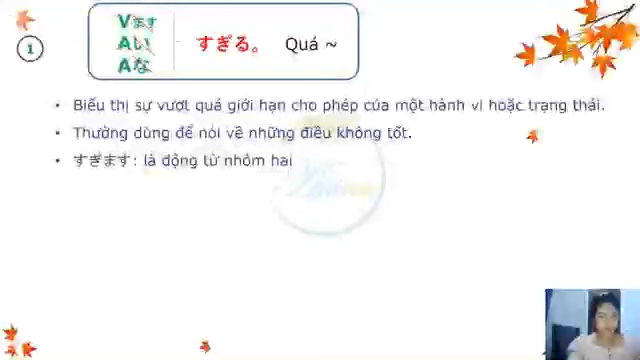 1
Vます
Aい
Aな
すぎる。 Quá ~
• Biểu thị sự vượt quá giới hạn cho phép của một hành vi hoặc trạng thái.
• Thường dùng để nói về những điều không tốt.
• すぎます: là động từ nhóm hai